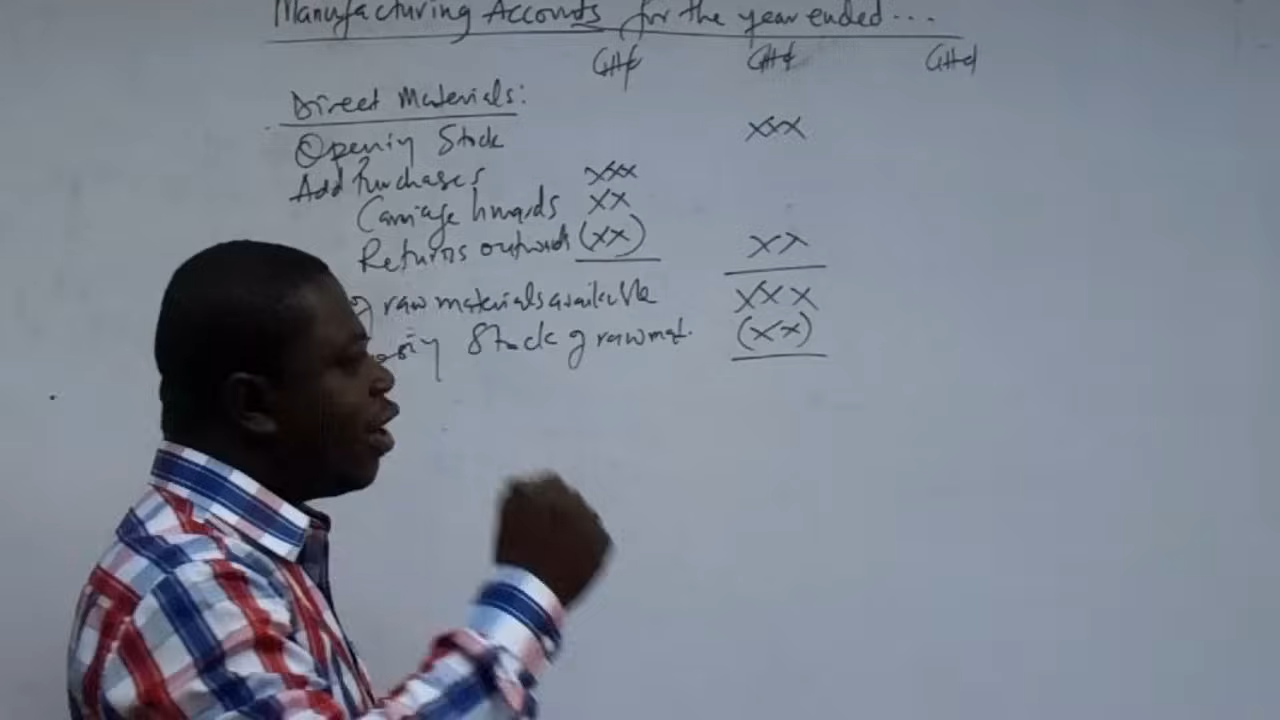 Manufacturing Accounts for the year ended...
GH¢ GH¢ GH¢
Direct Materials:
Opening Stock xxx
Add Purchases xxx
Carriage Inwards xx
Returns outwards (xx) xx
g raw materials available xxx
Stock g raw mat. (xx)